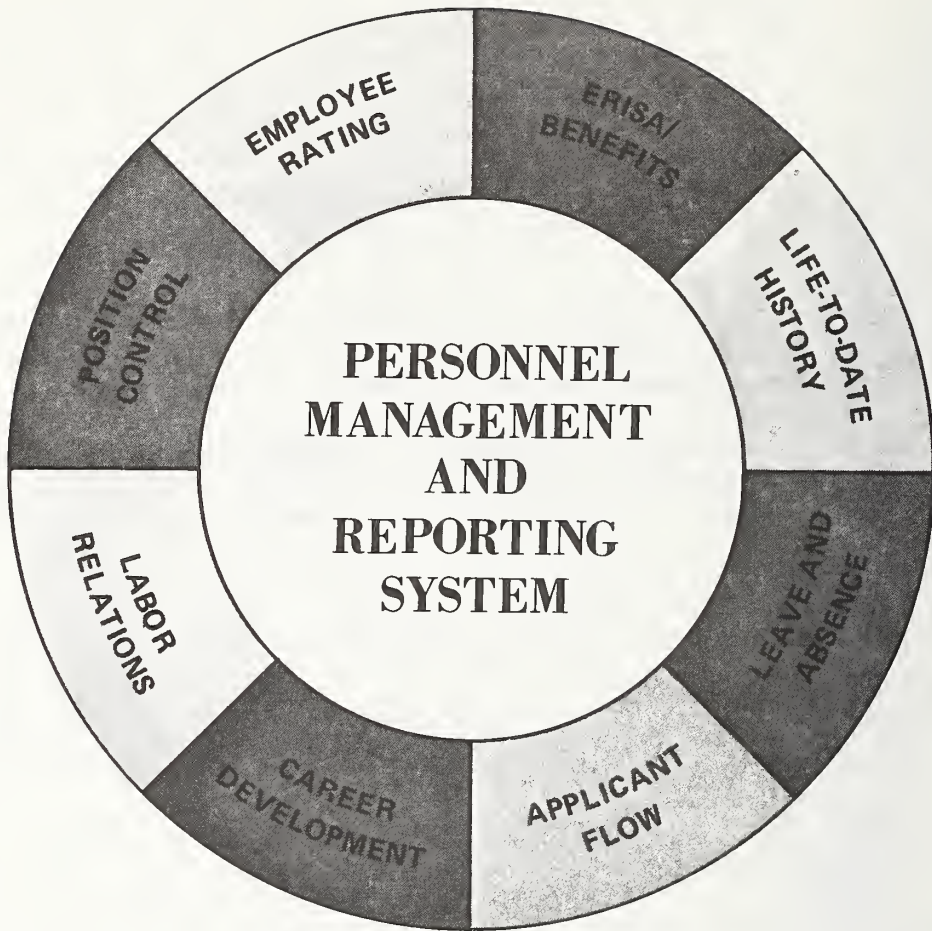 EMPLOYEE
RATING
ERISA/
BENEFITS
LIFE-TO-DATE
HISTORY
LEAVE AND
ABSENCE
APPLICANT
FLOW
CAREER
DEVELOPMENT
LABOR
RELATIONS
POSITION
CONTROL
PERSONNEL
MANAGEMENT
AND
REPORTING
SYSTEM